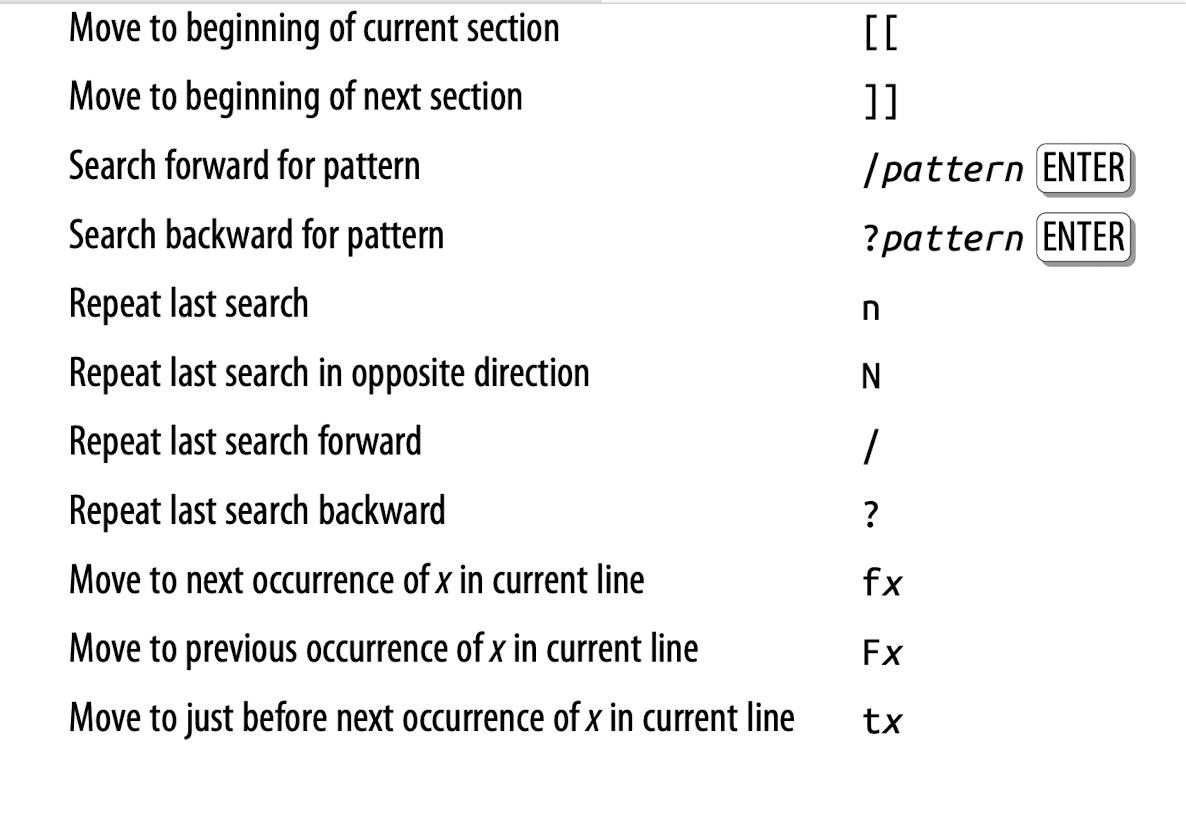 Move to beginning of current section [[
Move to beginning of next section ]]
Search forward for pattern /pattern ENTER
Search backward for pattern ?pattern ENTER
Repeat last search n
Repeat last search in opposite direction N
Repeat last search forward /
Repeat last search backward ?
Move to next occurrence of x in current line fx
Move to previous occurrence of x in current line Fx
Move to just before next occurrence of x in current line tx